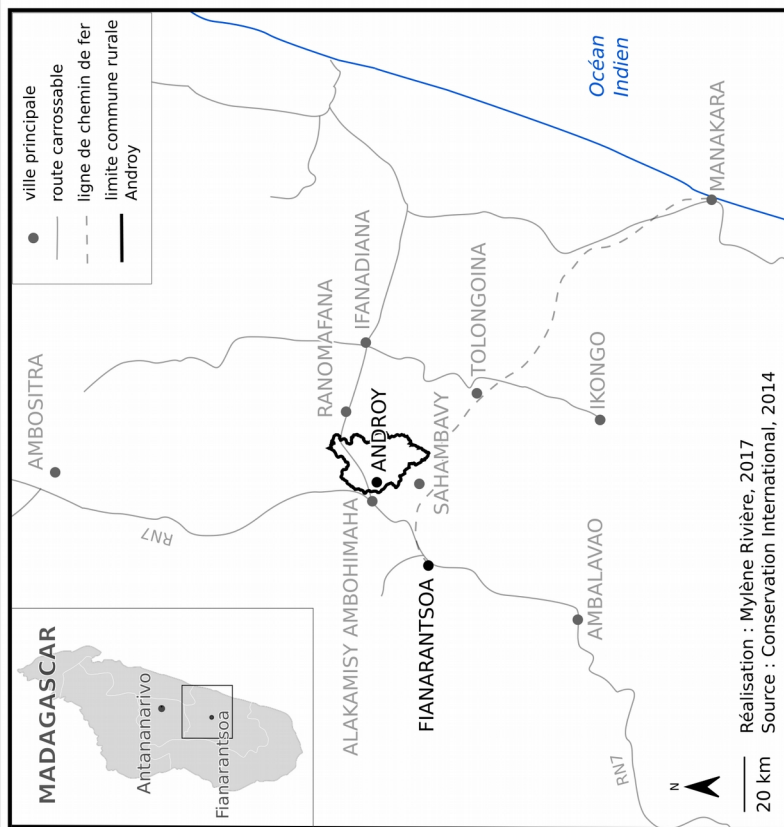 MADAGASCAR
Antananarivo
Fianarantsoa
ville principale
route carrossable
ligne de chemin de fer
limite commune rurale
Androy
AMBOSITRA
RN7
RANOMAFANA
IFANADIANA
ANDROY
ALAKAMISY AMBOHIMAHA
SAHAMBAVY
TOLONGOINA
FIANARANTSOA
IKONGO
AMBALAVAO
MANAKARA
Océan
Indien
RN7
N
20 km
Réalisation : Mylène Rivière, 2017
Source : Conservation International, 2014